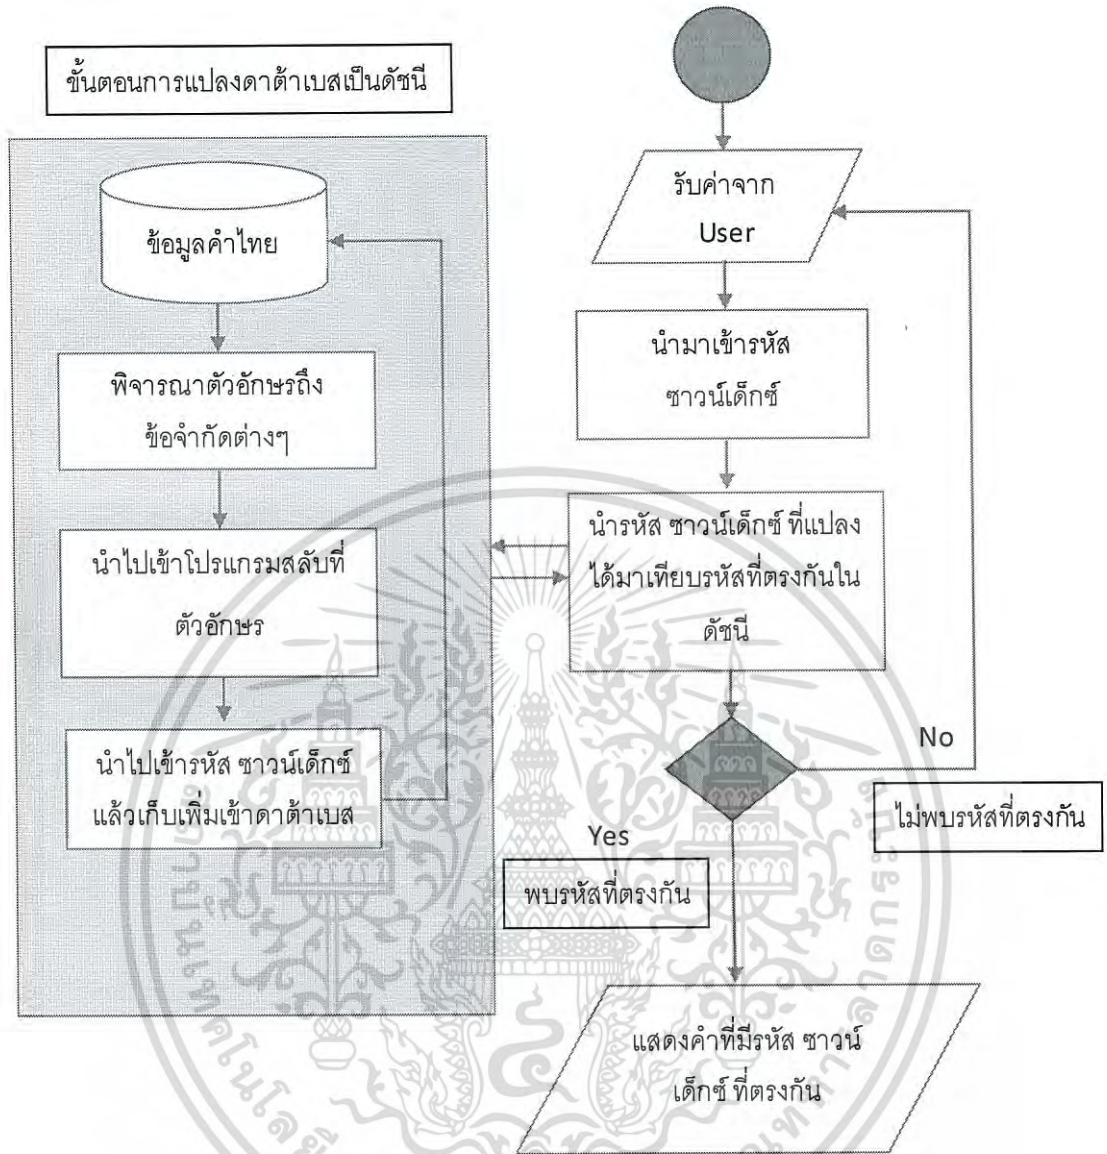 ขั้นตอนการแปลงดาต้าเบสเป็นดัชนี
ข้อมูลคำไทย
พิจารณาตัวอักษรถึง
ข้อจำกัดต่างๆ
นำไปเข้าโปรแกรมสลับที่
ตัวอักษร
นำไปเข้ารหัส ซาวน์เด็กซ์
แล้วเก็บเพิ่มเข้าดาต้าเบส
รับค่าจาก
User
นำมาเข้ารหัส
ซาวน์เด็กซ์
นำรหัส ซาวน์เด็กซ์ ที่แปลง
ได้มาเทียบรหัสที่ตรงกันใน
ดัชนี
No
ไม่พบรหัสที่ตรงกัน
Yes
พบรหัสที่ตรงกัน
แสดงคำที่มีรหัส ซาวน์
เด็กซ์ ที่ตรงกัน